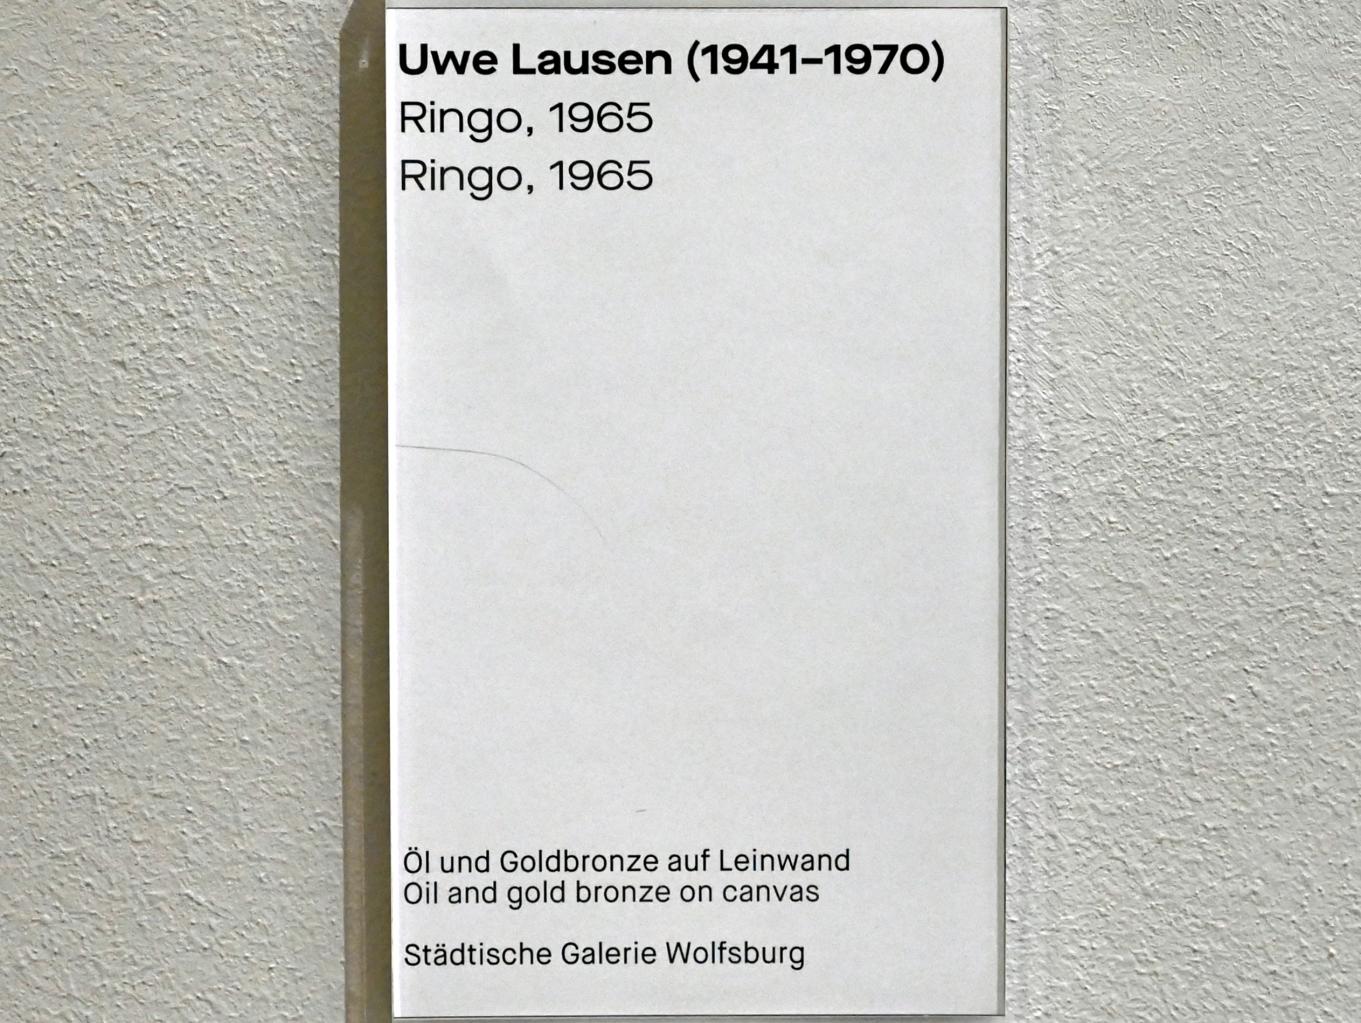 Uwe Lausen (1941–1970)
Ringo, 1965
Ringo, 1965
Öl und Goldbronze auf Leinwand
Oil and gold bronze on canvas
Städtische Galerie Wolfsburg